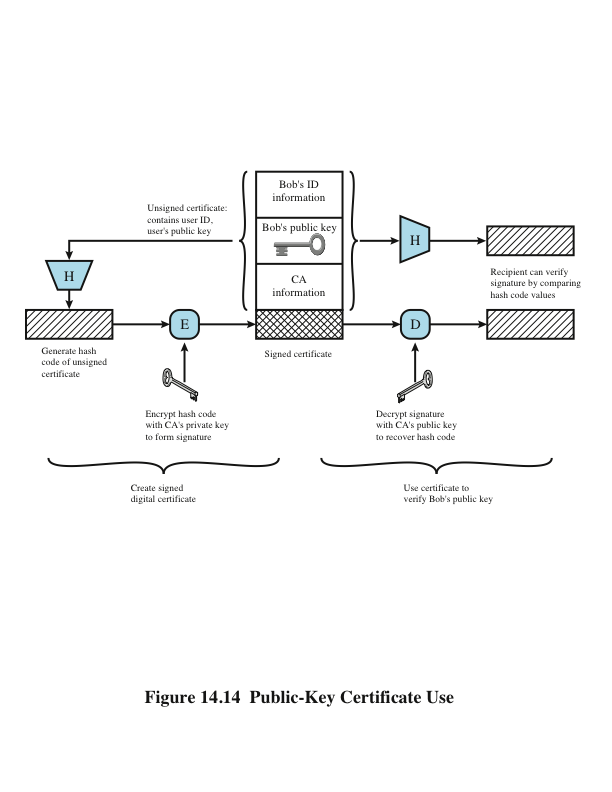 Bob's ID
information
Unsigned certificate:
contains user ID,
user's public key
Bob's public key
H
H
CA
information
Recipient can verify
signature by comparing
hash code values
E
D
Generate hash
code of unsigned
certificate
Signed certificate
Encrypt hash code
with CA's private key
to form signature
Decrypt signature
with CA's public key
to recover hash code
Create signed
digital certificate
Use certificate to
verify Bob's public key
Figure 14.14 Public-Key Certificate Use